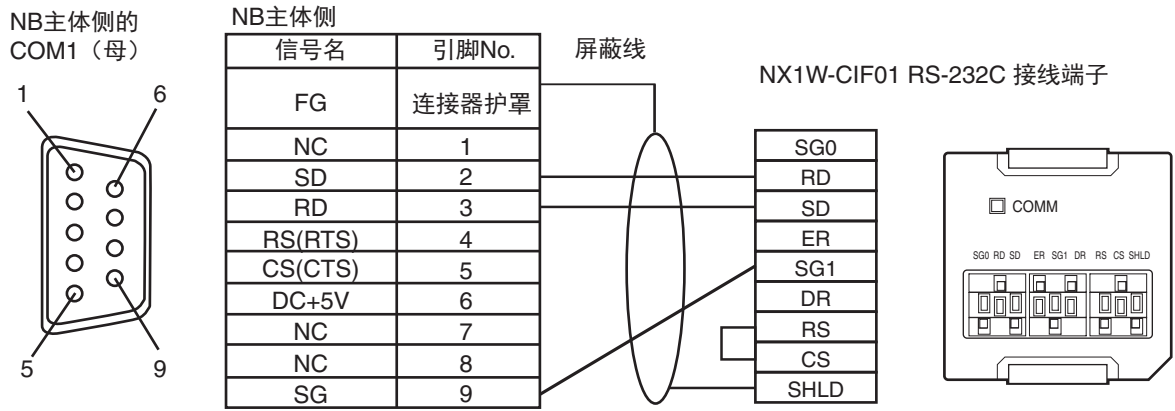 NB主体侧的
COM1（母）
1
6
5
9
NB主体侧
信号名 引脚No.
FG 连接器护罩
NC 1
SD 2
RD 3
RS(RTS) 4
CS(CTS) 5
DC+5V 6
NC 7
NC 8
SG 9
屏蔽线
NX1W-CIF01 RS-232C 接线端子
SG0
RD
SD
ER
SG1
DR
RS
CS
SHLD
COMM
SG0 RD SD ER SG1 DR RS CS SHLD